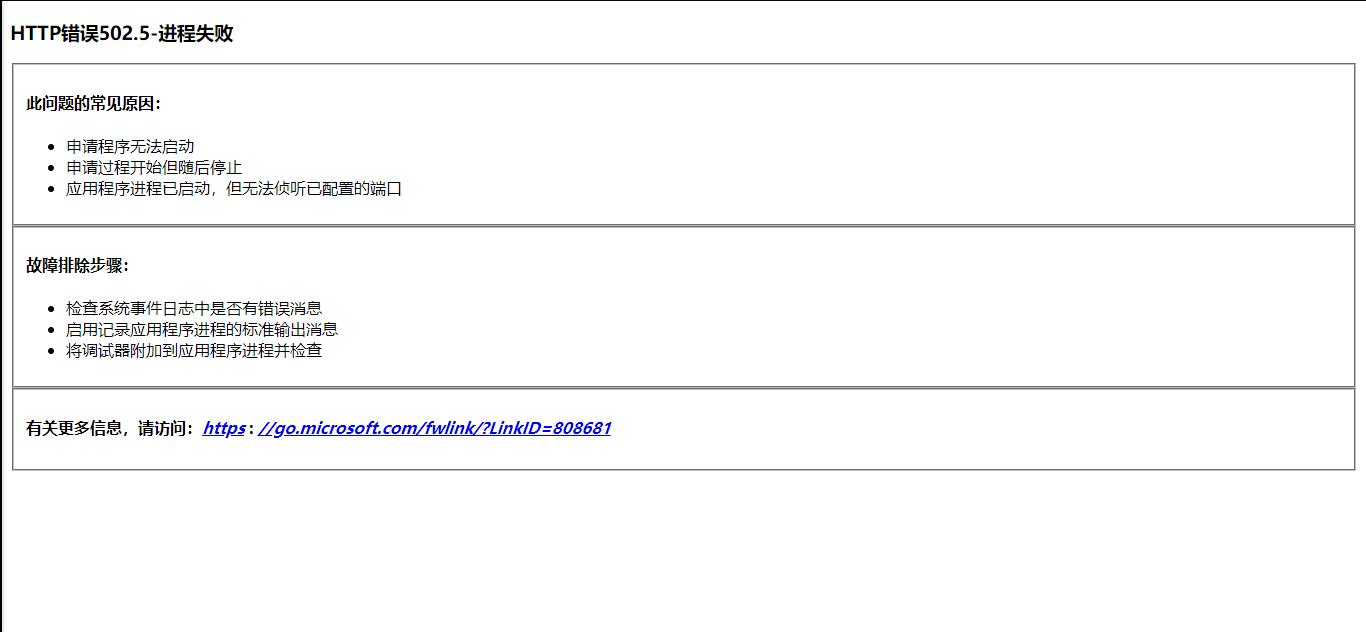 HTTP错误502.5-进程失败
此问题的常见原因：
申请程序无法启动
申请过程开始但随后停止
应用程序进程已启动，但无法侦听已配置的端口
故障排除步骤：
检查系统事件日志中是否有错误消息
启用记录应用程序进程的标准输出消息
将调试器附加到应用程序进程并检查
有关更多信息，请访问：https：//go.microsoft.com/fwlink/?LinkID=808681